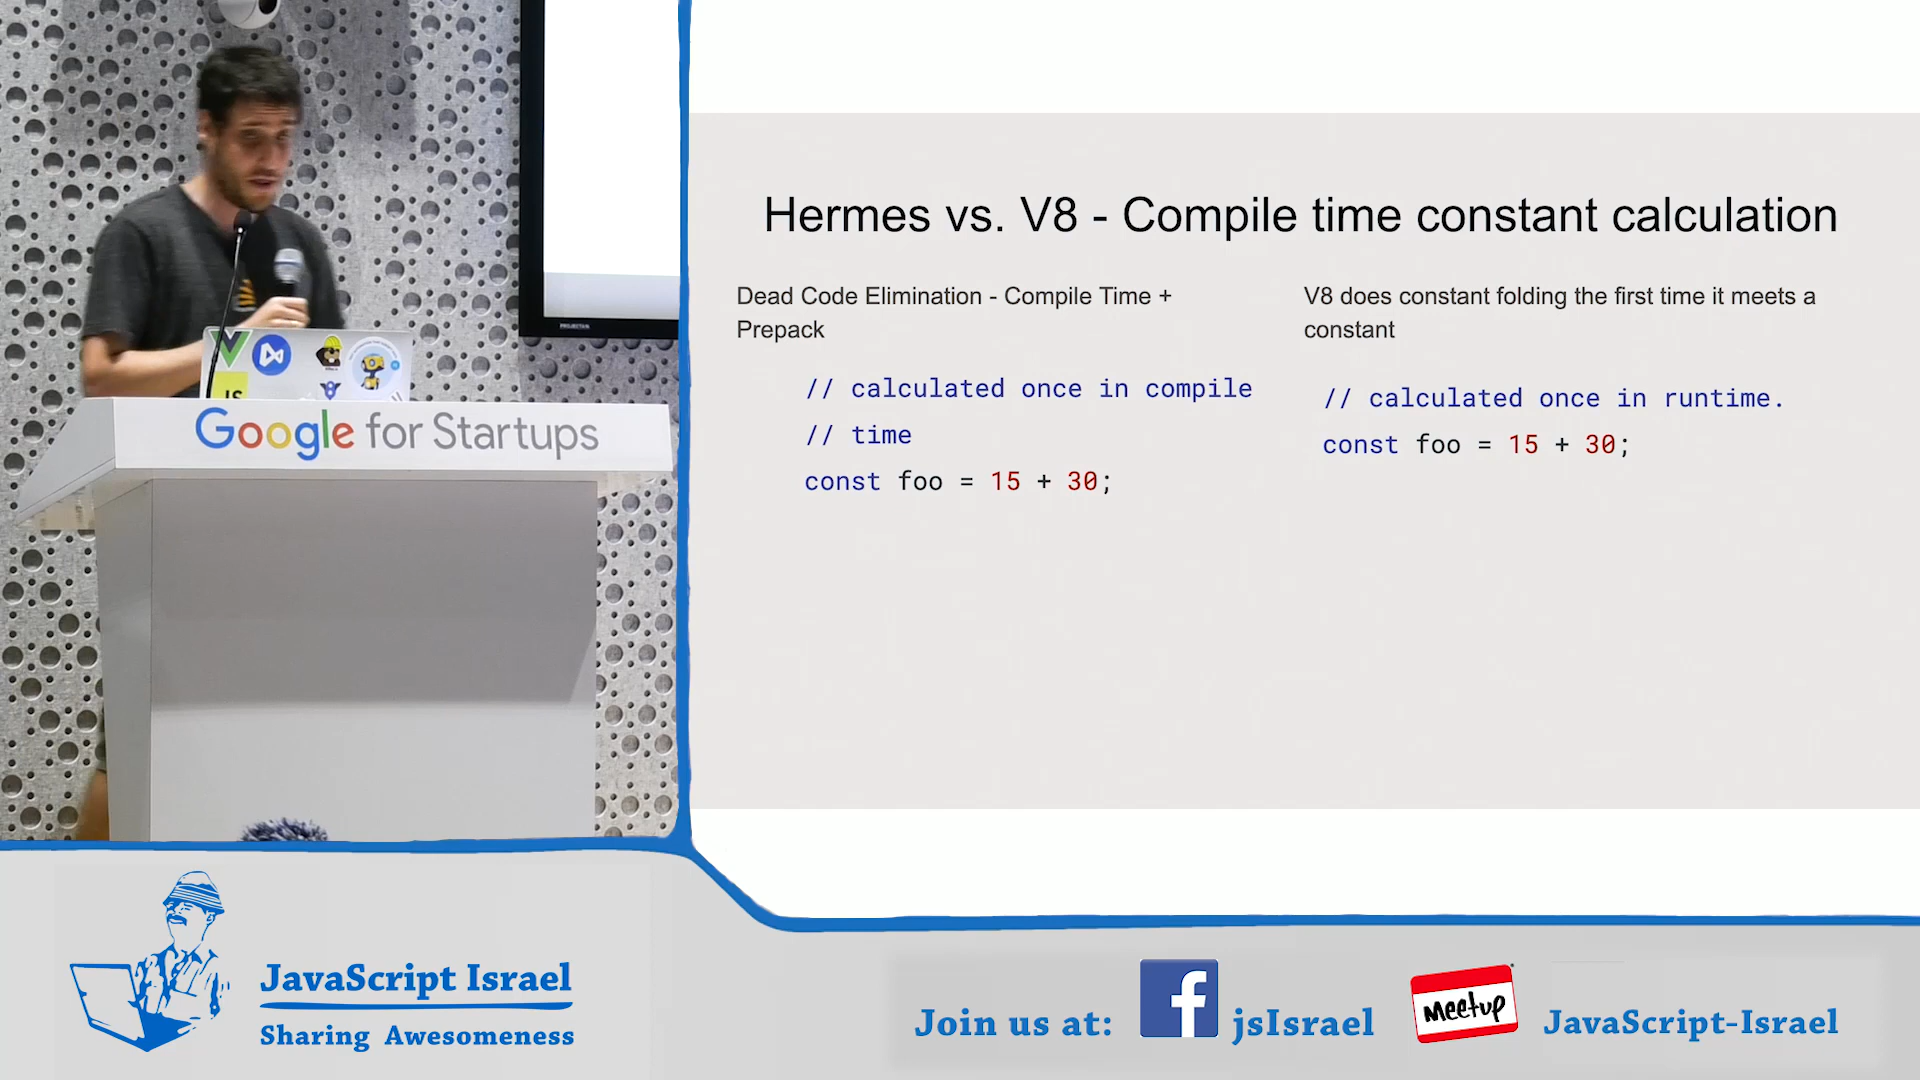 Hermes vs. V8 - Compile time constant calculation
Dead Code Elimination - Compile Time +
Prepack
// calculated once in compile
// time
const foo = 15 + 30;
V8 does constant folding the first time it meets a
constant
// calculated once in runtime.
const foo = 15 + 30;
JS
Google for Startups
JavaScript Israel
Sharing Awesomeness
Join us at:
f
jsIsrael
Meetup
JavaScript-Israel